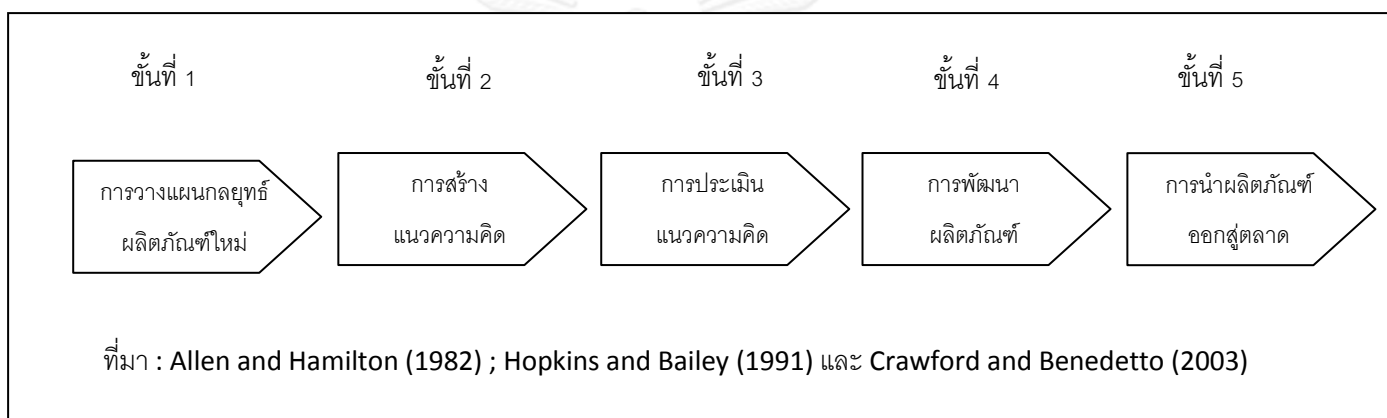 ขั้นที่ 1
ขั้นที่ 2
ขั้นที่ 3
ขั้นที่ 4
ขั้นที่ 5
การวางแผนกลยุทธ์
ผลิตภัณฑ์ใหม่
การสร้าง
แนวความคิด
การประเมิน
แนวความคิด
การพัฒนา
ผลิตภัณฑ์
การนำผลิตภัณฑ์
ออกสู่ตลาด
ที่มา : Allen and Hamilton (1982) ; Hopkins and Bailey (1991) และ Crawford and Benedetto (2003)